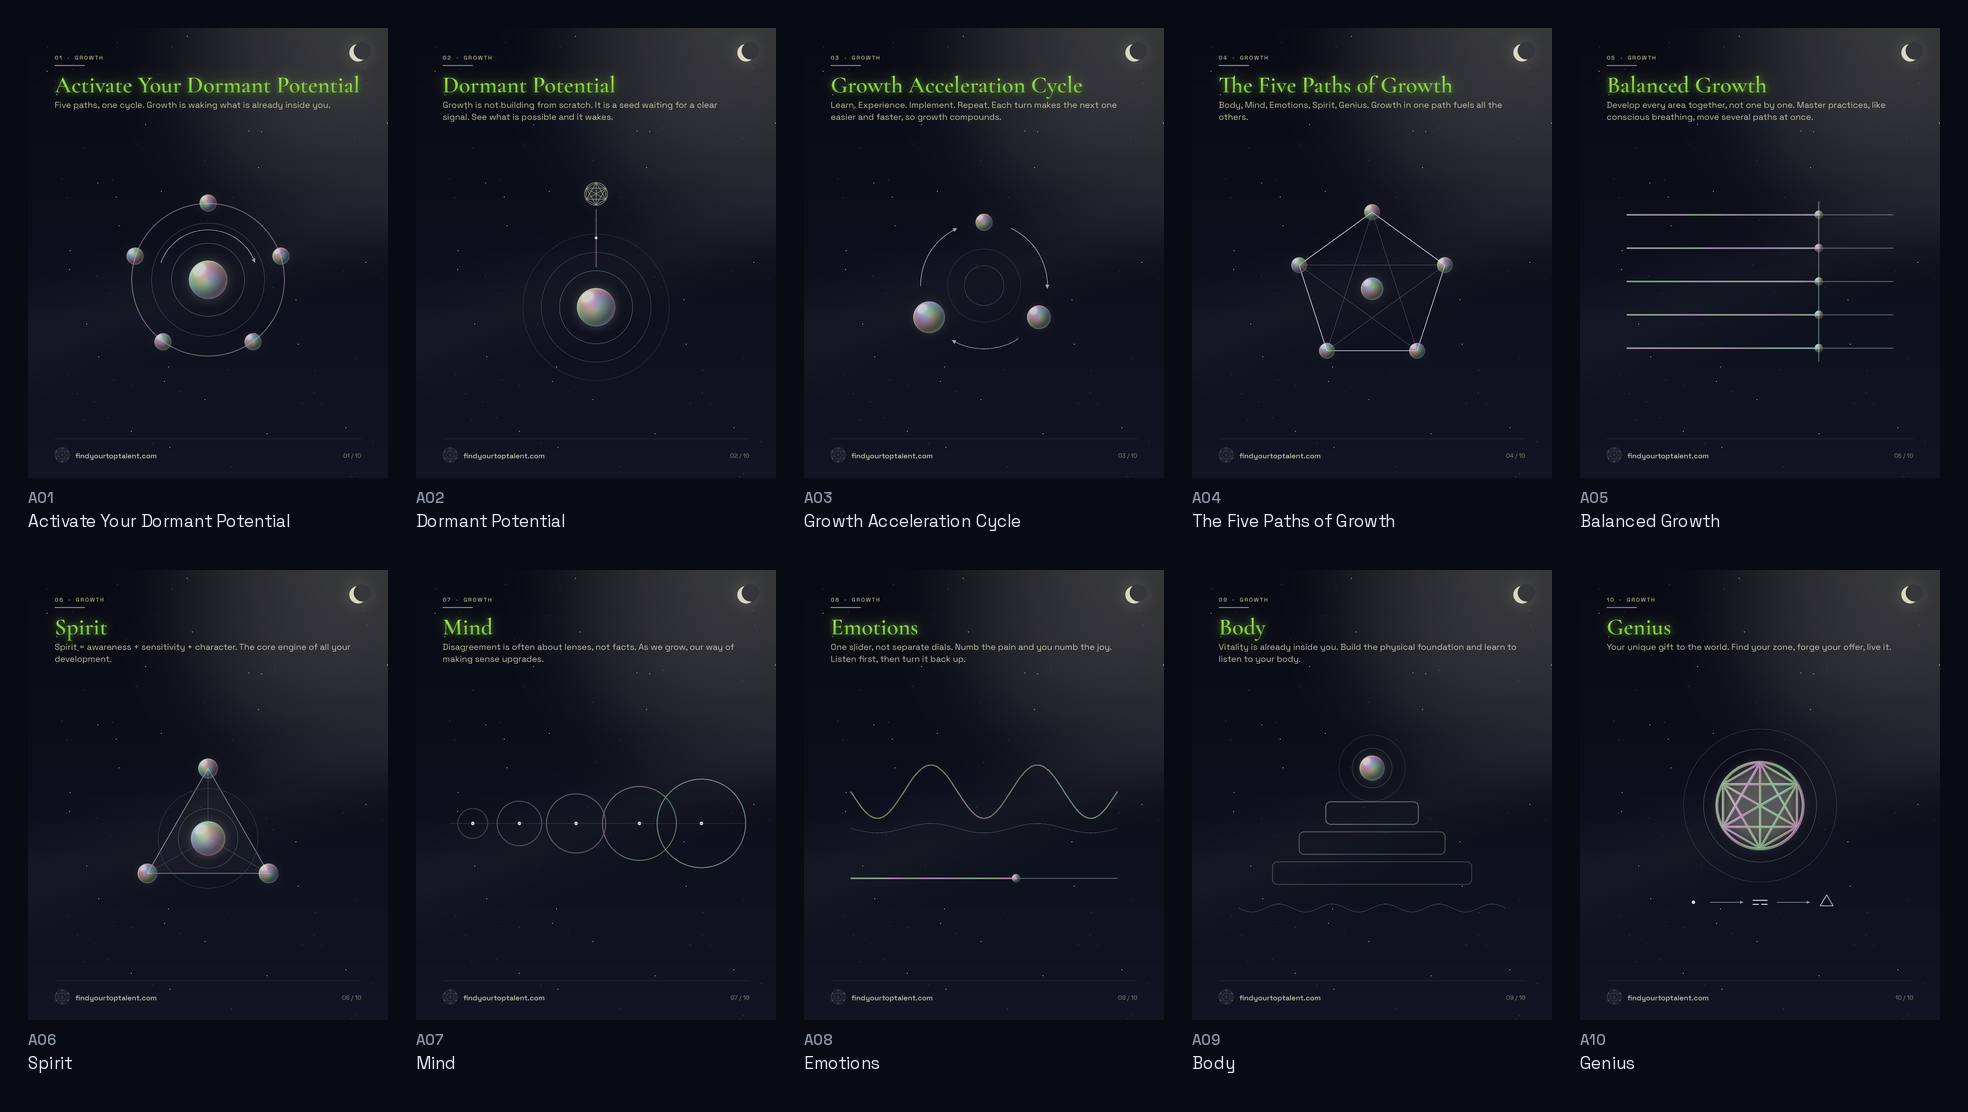 01 · GROWTH
Activate Your Dormant Potential
Five paths, one cycle. Growth is waking what is already inside you.
findyourtoptalent.com
01 / 10
A01
Activate Your Dormant Potential
02 · GROWTH
Dormant Potential
Growth is not building from scratch. It is a seed waiting for a clear
signal. See what is possible and it wakes.
findyourtoptalent.com
02 / 10
A02
Dormant Potential
03 · GROWTH
Growth Acceleration Cycle
Learn. Experience. Implement. Repeat. Each turn makes the next one
easier and faster, so growth compounds.
findyourtoptalent.com
03 / 10
A03
Growth Acceleration Cycle
04 · GROWTH
The Five Paths of Growth
Body, Mind, Emotions, Spirit, Genius. Growth in one path fuels all the
others.
findyourtoptalent.com
04 / 10
A04
The Five Paths of Growth
05 · GROWTH
Balanced Growth
Develop every area together, not one by one. Master practices, like
conscious breathing, move several paths at once.
findyourtoptalent.com
05 / 10
A05
Balanced Growth
06 · GROWTH
Spirit
Spirit = awareness + sensitivity + character. The core engine of all your
development.
findyourtoptalent.com
06 / 10
A06
Spirit
07 · GROWTH
Mind
Disagreement is often about lenses, not facts. As we grow, our way of
making sense upgrades.
findyourtoptalent.com
07 / 10
A07
Mind
08 · GROWTH
Emotions
One slider, not separate dials. Numb the pain and you numb the joy.
Listen first, then turn it back up.
findyourtoptalent.com
08 / 10
A08
Emotions
09 · GROWTH
Body
Vitality is already inside you. Build the physical foundation and learn to
listen to your body.
findyourtoptalent.com
09 / 10
A09
Body
10 · GROWTH
Genius
Your unique gift to the world. Find your zone, forge your offer, live it.
findyourtoptalent.com
10 / 10
A10
Genius